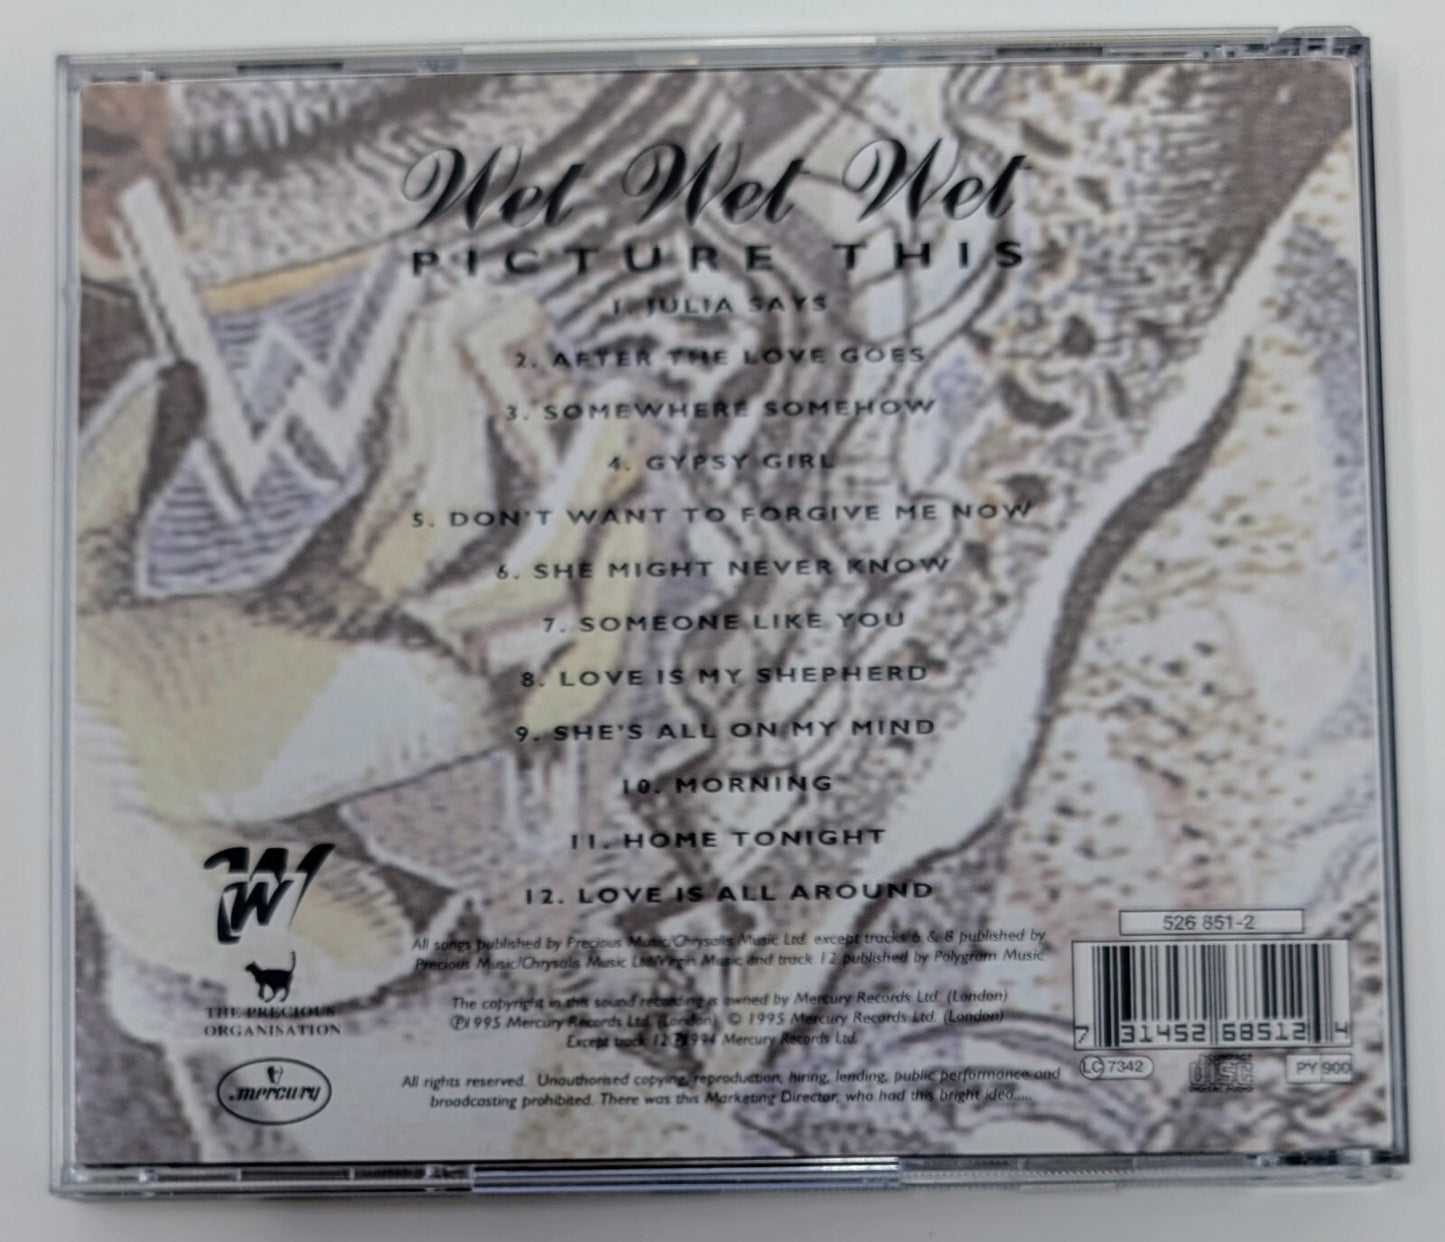 Wet Wet Wet
PICTURE THIS
1. JULIA SAYS
2. AFTER THE LOVE GOES
3. SOMEWHERE SOMEHOW
4. GYPSY GIRL
5. DON'T WANT TO FORGIVE ME NOW
6. SHE MIGHT NEVER KNOW
7. SOMEONE LIKE YOU
8. LOVE IS MY SHEPHERD
9. SHE'S ALL ON MY MIND
10. MORNING
11. HOME TONIGHT
12. LOVE IS ALL AROUND
All songs published by Precious Music/Chrysalis Music Ltd. except tracks 6 & 8 published by
Precious Music/Chrysalis Music Ltd/Virgin Music and track 12 published by Polygram Music
The copyright in this sound recording is owned by Mercury Records Ltd. (London)
℗1995 Mercury Records Ltd. (London) © 1995 Mercury Records Ltd. (London)
Except track 12 ℗1994 Mercury Records Ltd.
All rights reserved. Unauthorised copying, reproduction, hiring, lending, public performance and
broadcasting prohibited. There was this Marketing Director, who had this bright idea.....
WWW
THE PRECIOUS
ORGANISATION
mercury
526 851-2
7 31452 68512 4
LC 7342
COMPACT
disc
DIGITAL AUDIO
PY 900